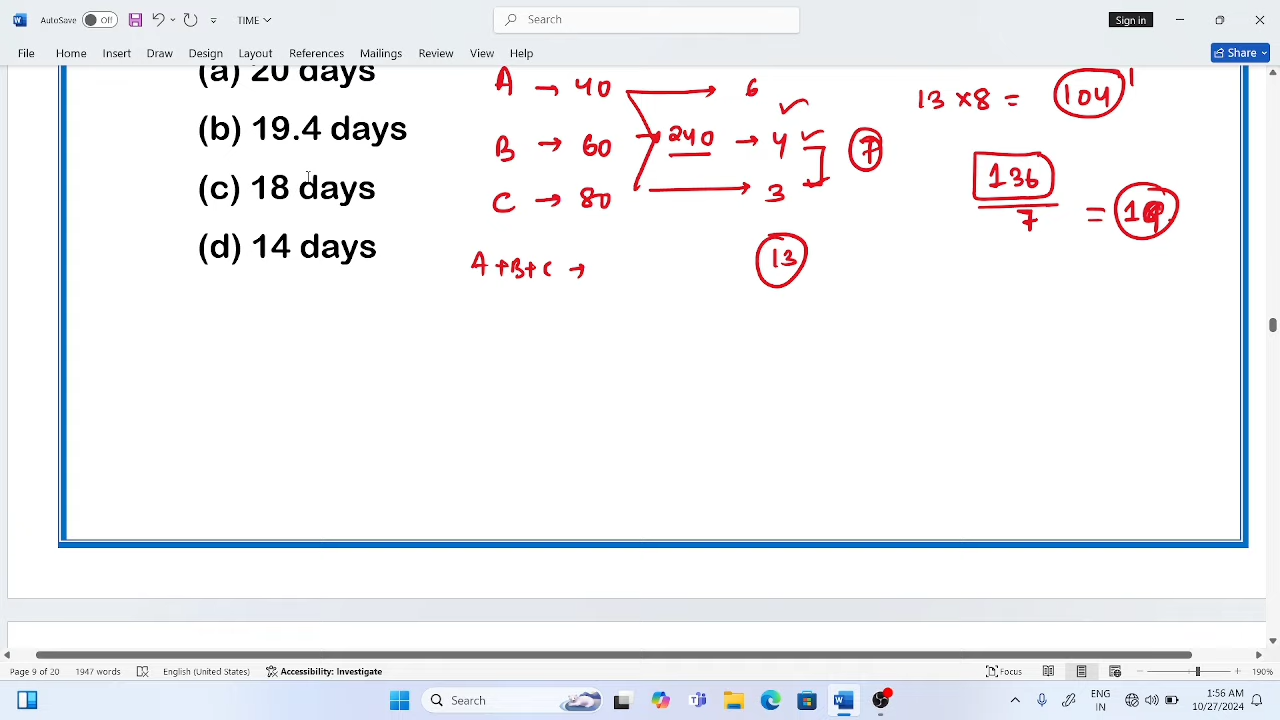 AutoSave Off TIME Search Sign in
File Home Insert Draw Design Layout References Mailings Review View Help Share
(a) 20 days
(b) 19.4 days
(c) 18 days
(d) 14 days
A → 40 → 6
B → 60 → 240 → 4 7
C → 80 → 3
A+B+C → 13
13 × 8 = 104
136
7 =
Page 9 of 20 1947 words English (United States) Accessibility: Investigate Focus 190%
Search ENG IN 1:56 AM 10/27/2024